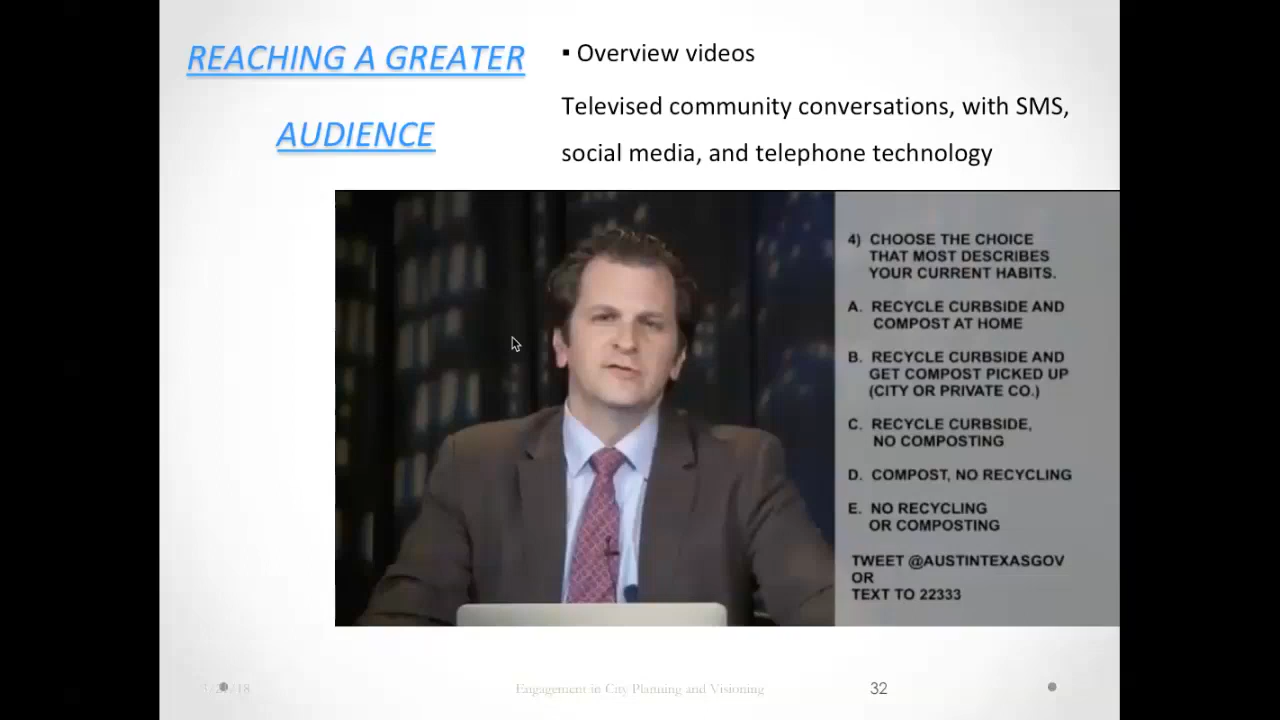 REACHING A GREATER
AUDIENCE
▪ Overview videos
Televised community conversations, with SMS,
social media, and telephone technology
4) CHOOSE THE CHOICE
THAT MOST DESCRIBES
YOUR CURRENT HABITS.
A. RECYCLE CURBSIDE AND
COMPOST AT HOME
B. RECYCLE CURBSIDE AND
GET COMPOST PICKED UP
(CITY OR PRIVATE CO.)
C. RECYCLE CURBSIDE,
NO COMPOSTING
D. COMPOST, NO RECYCLING
E. NO RECYCLING
OR COMPOSTING
TWEET @AUSTINTEXASGOV
OR
TEXT TO 22333
Engagement in City Planning and Visioning
32